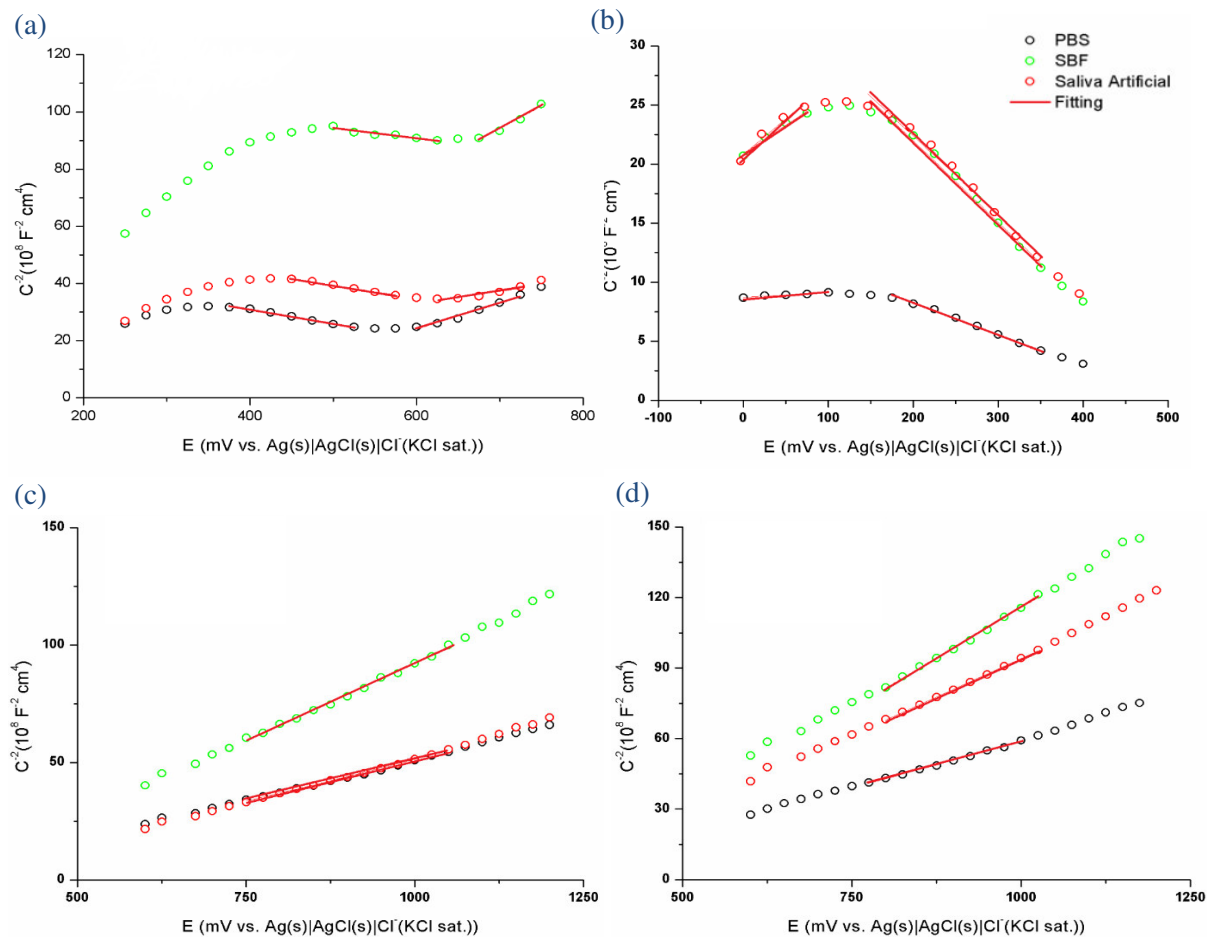 (a)
120
100
80
60
40
20
0
C⁻²(10⁸ F⁻² cm⁴)
200
400
600
800
E (mV vs. Ag(s)|AgCl(s)|Cl⁻(KCl sat.))
(b)
30
25
20
15
10
5
0
-100
0
100
200
300
400
500
E (mV vs. Ag(s)|AgCl(s)|Cl⁻(KCl sat.))
PBS
SBF
Saliva Artificial
Fitting
(c)
150
100
50
0
C⁻²(10⁸ F⁻² cm⁴)
500
750
1000
1250
E (mV vs. Ag(s)|AgCl(s)|Cl⁻(KCl sat.))
(d)
150
120
90
60
30
0
C⁻²(10⁸ F⁻² cm⁴)
500
750
1000
1250
E (mV vs. Ag(s)|AgCl(s)|Cl⁻(KCl sat.))